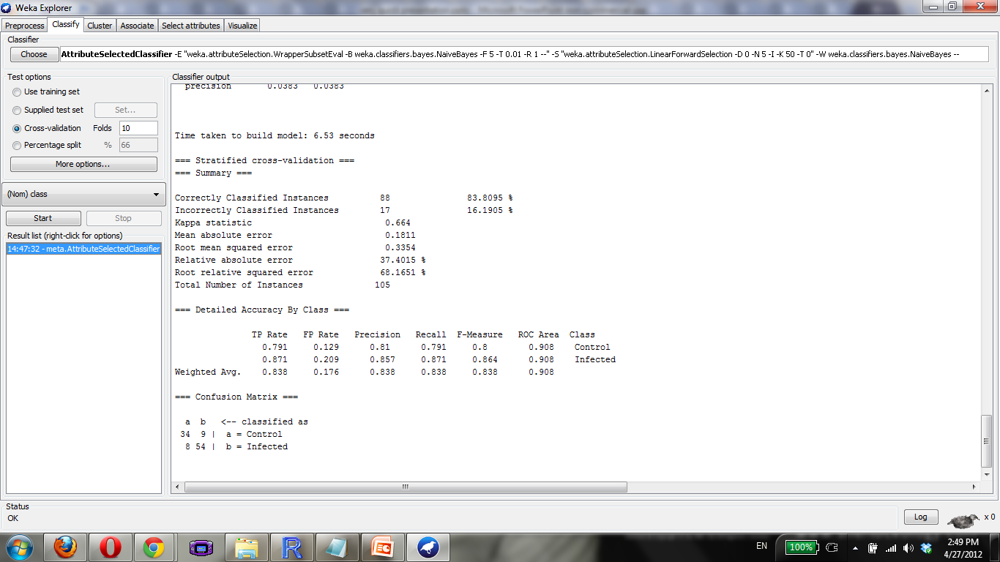 Weka Explorer
Preprocess Classify Cluster Associate Select attributes Visualize
Classifier
Choose AttributeSelectedClassifier -E "weka.attributeSelection.WrapperSubsetEval -B weka.classifiers.bayes.NaiveBayes -F 5 -T 0.01 -R 1 --" -S "weka.attributeSelection.LinearForwardSelection -D 0 -N 5 -I -K 50 -T 0" -W weka.classifiers.bayes.NaiveBayes --
Test options
Use training set
Supplied test set Set...
Cross-validation Folds 10
Percentage split % 66
More options...
(Nom) class
Start Stop
Result list (right-click for options)
14:47:32 - meta.AttributeSelectedClassifier
Classifier output
precision 0.0383 0.0383
Time taken to build model: 6.53 seconds
=== Stratified cross-validation ===
=== Summary ===
Correctly Classified Instances 88 83.8095 %
Incorrectly Classified Instances 17 16.1905 %
Kappa statistic 0.664
Mean absolute error 0.1811
Root mean squared error 0.3354
Relative absolute error 37.4015 %
Root relative squared error 68.1651 %
Total Number of Instances 105
=== Detailed Accuracy By Class ===
TP Rate FP Rate Precision Recall F-Measure ROC Area Class
0.791 0.129 0.81 0.791 0.8 0.908 Control
0.871 0.209 0.857 0.871 0.864 0.908 Infected
Weighted Avg. 0.838 0.176 0.838 0.838 0.838 0.908
=== Confusion Matrix ===
a b <-- classified as
34 9 | a = Control
8 54 | b = Infected
Status
OK
Log x 0
EN 100% 2:49 PM
4/27/2012